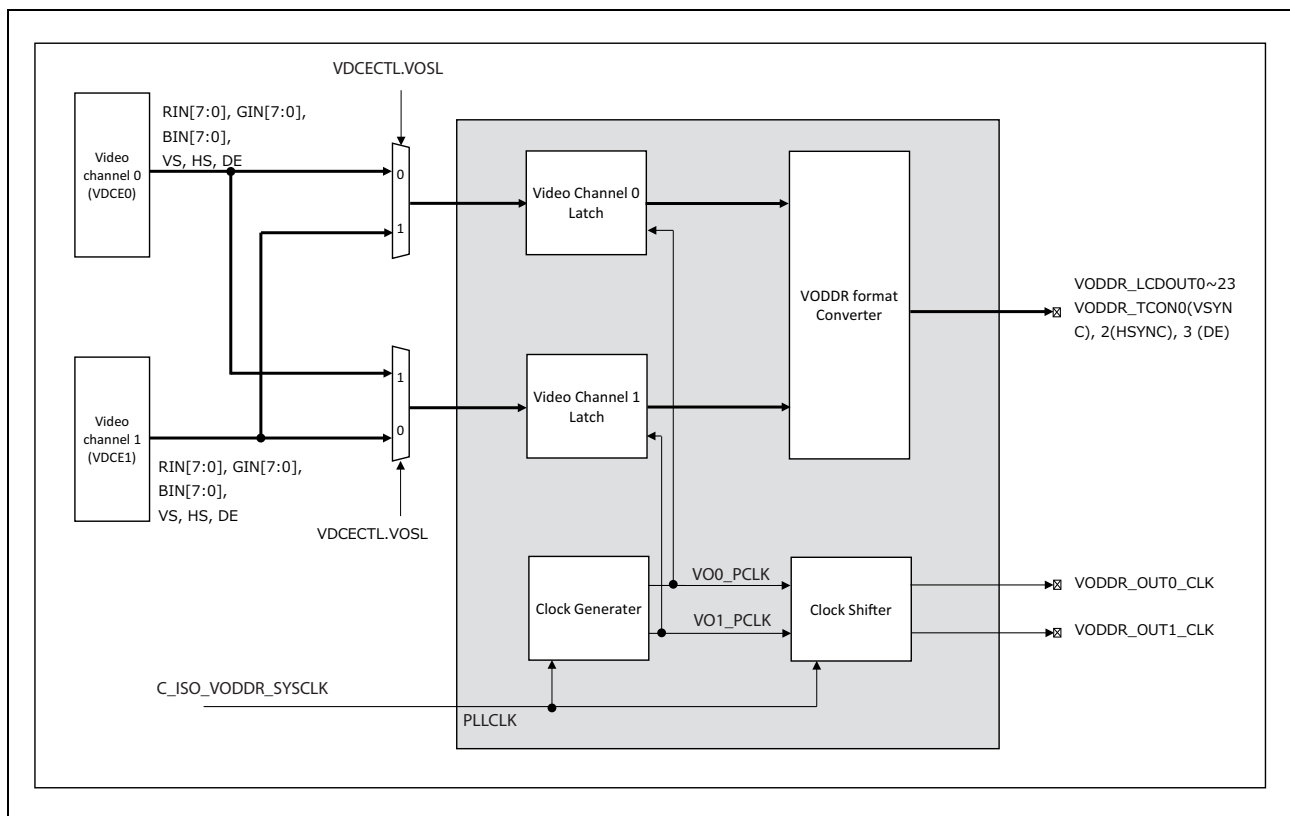 VDCECTL.VOSL
RIN[7:0], GIN[7:0],
BIN[7:0],
VS, HS, DE
Video
channel 0
(VDCE0)
0
1
Video Channel 0
Latch
VODDR format
Converter
VODDR_LCDOUT0~23
VODDR_TCON0(VSYN
C), 2(HSYNC), 3 (DE)
1
0
Video Channel 1
Latch
Video
channel 1
(VDCE1)
RIN[7:0], GIN[7:0],
BIN[7:0],
VS, HS, DE
VDCECTL.VOSL
Clock Generater
VO0_PCLK
VO1_PCLK
Clock Shifter
VODDR_OUT0_CLK
VODDR_OUT1_CLK
C_ISO_VODDR_SYSCLK
PLLCLK